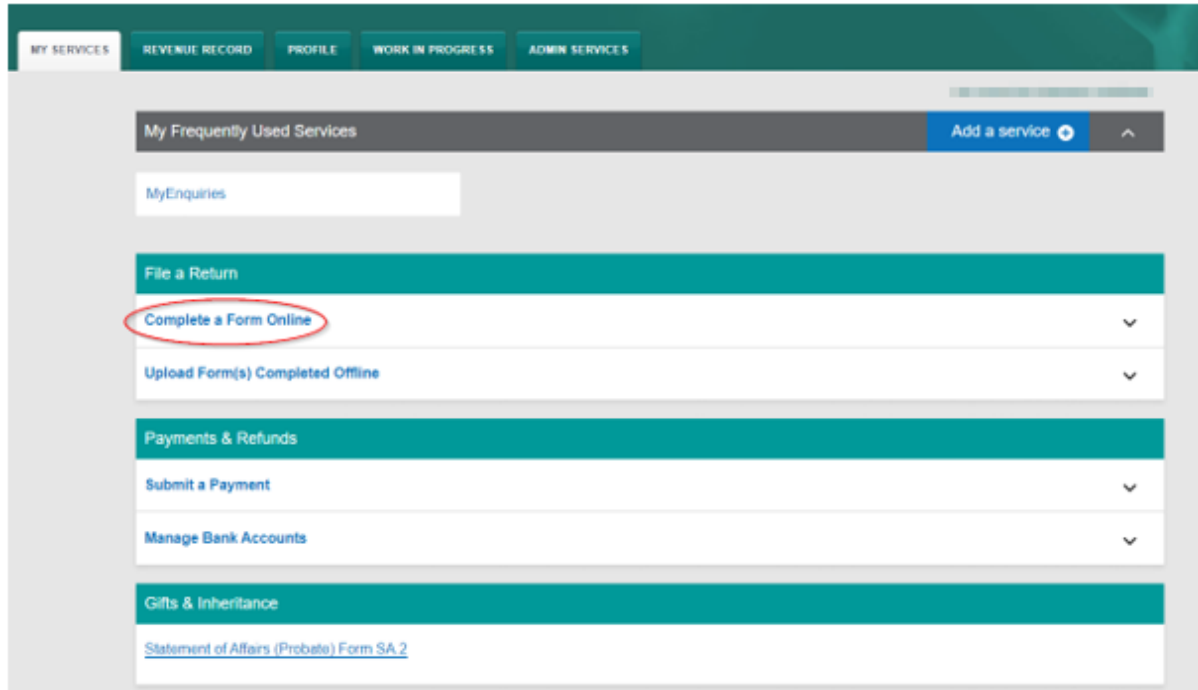 MY SERVICES REVENUE RECORD PROFILE WORK IN PROGRESS ADMIN SERVICES
My Frequently Used Services Add a service
MyEnquiries
File a Return
Complete a Form Online
Upload Form(s) Completed Offline
Payments & Refunds
Submit a Payment
Manage Bank Accounts
Gifts & Inheritance
Statement of Affairs (Probate) Form SA.2